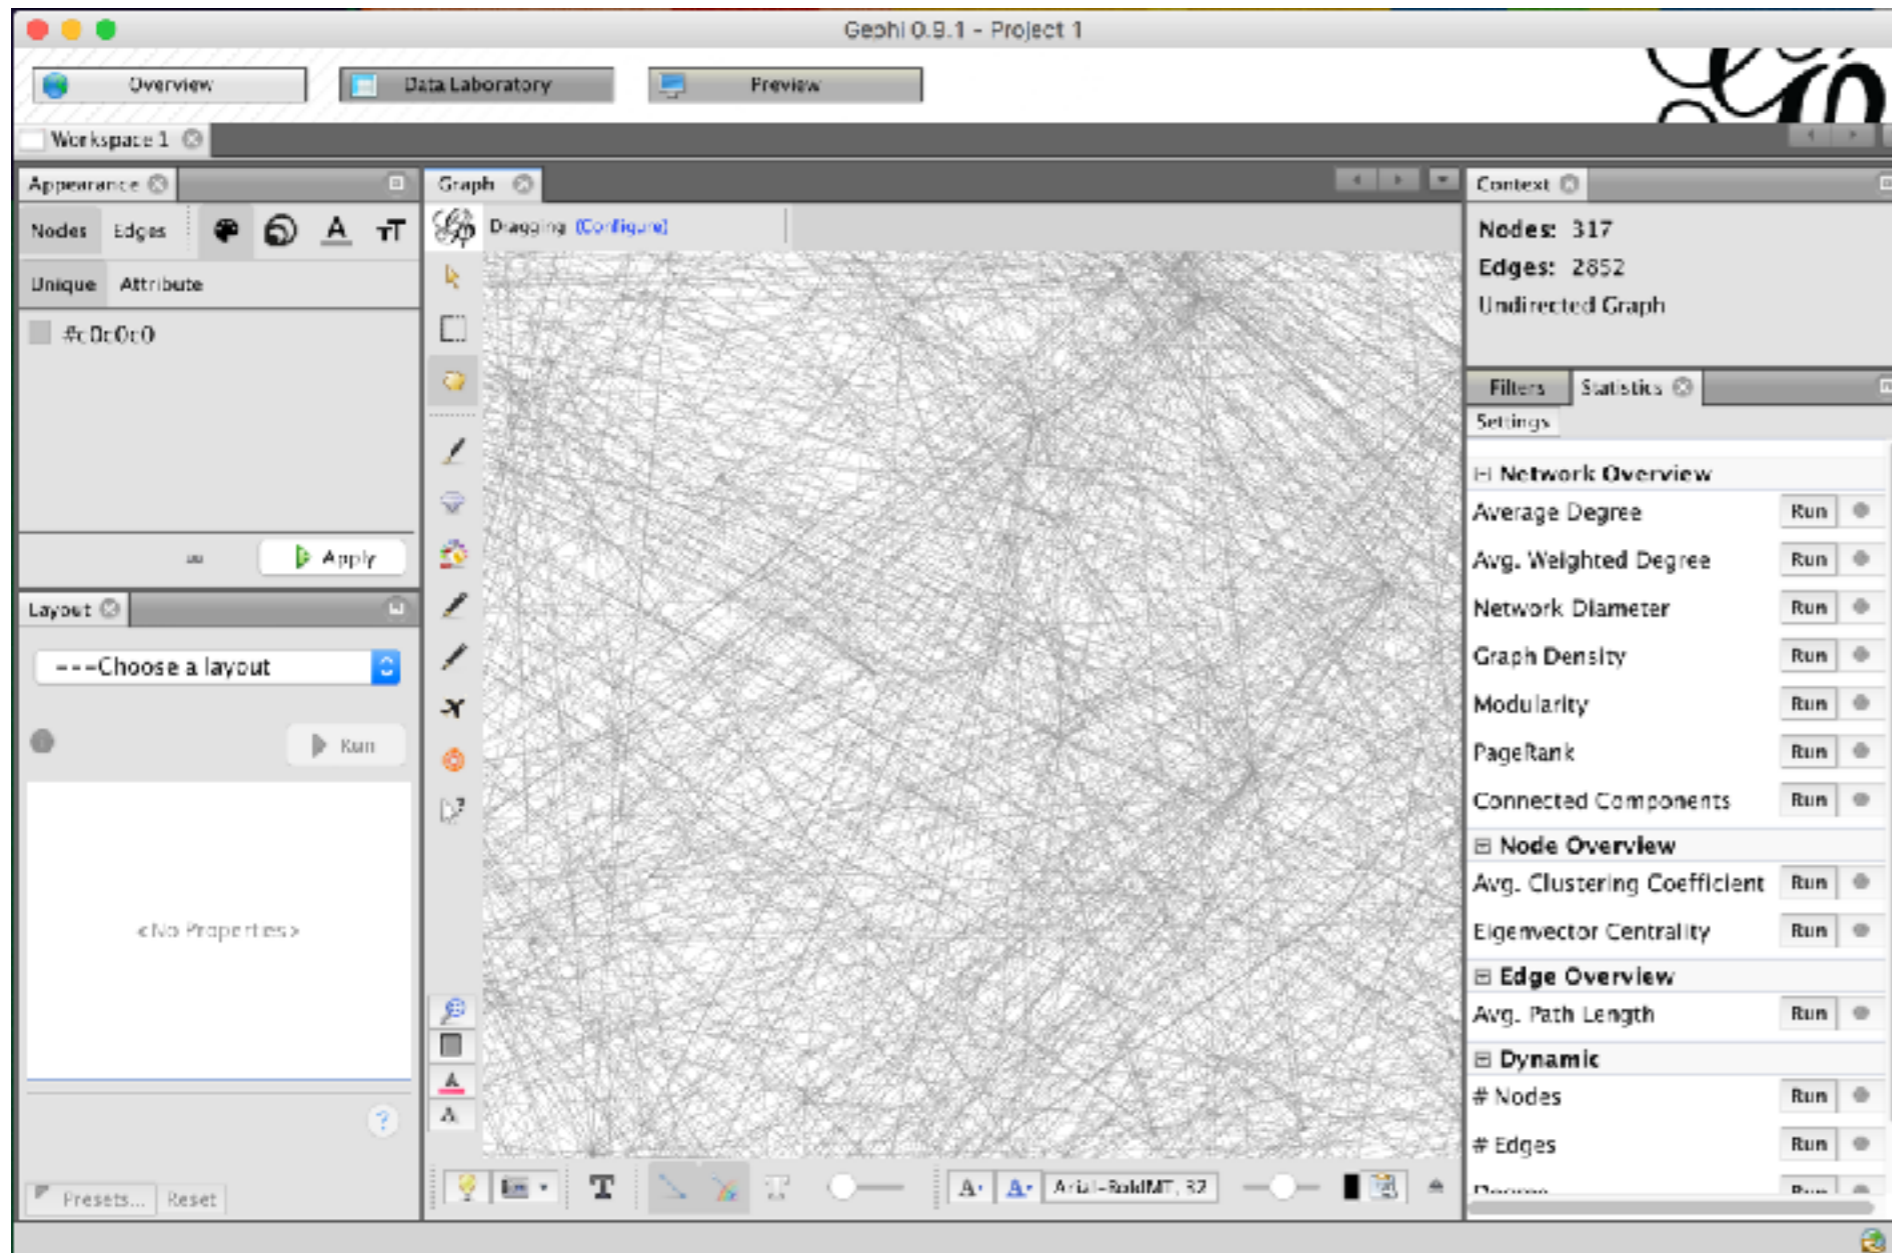 Gephi 0.9.1 - Project 1
Overview
Data Laboratory
Preview
Workspace 1
Appearance
Nodes
Edges
Unique
Attribute
#c0c0c0
Apply
Layout
---Choose a layout
Run
<No Properties>
Presets...
Reset
Graph
Dragging (Configure)
Arial-BoldMT, 32
Context
Nodes: 317
Edges: 2852
Undirected Graph
Filters
Statistics
Settings
Network Overview
Average Degree Run
Avg. Weighted Degree Run
Network Diameter Run
Graph Density Run
Modularity Run
PageRank Run
Connected Components Run
Node Overview
Avg. Clustering Coefficient Run
Eigenvector Centrality Run
Edge Overview
Avg. Path Length Run
Dynamic
# Nodes Run
# Edges Run